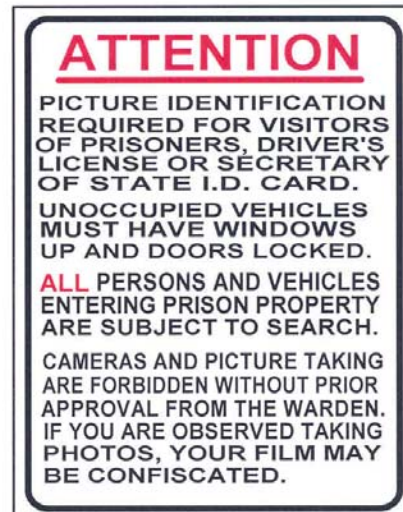 ATTENTION
PICTURE IDENTIFICATION
REQUIRED FOR VISITORS
OF PRISONERS, DRIVER'S
LICENSE OR SECRETARY
OF STATE I.D. CARD.
UNOCCUPIED VEHICLES
MUST HAVE WINDOWS
UP AND DOORS LOCKED.
ALL PERSONS AND VEHICLES
ENTERING PRISON PROPERTY
ARE SUBJECT TO SEARCH.
CAMERAS AND PICTURE TAKING
ARE FORBIDDEN WITHOUT PRIOR
APPROVAL FROM THE WARDEN.
IF YOU ARE OBSERVED TAKING
PHOTOS, YOUR FILM MAY
BE CONFISCATED.